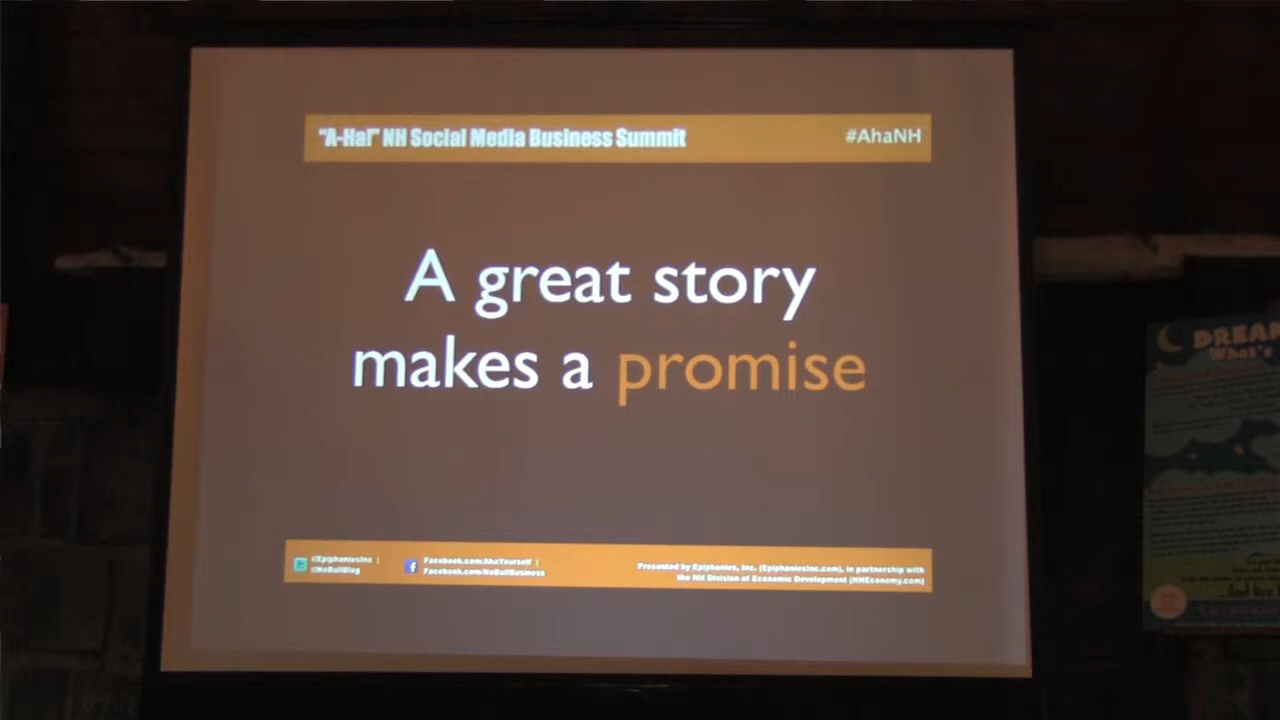 "A-Ha!" NH Social Media Business Summit
#AhaNH
A great story
makes a promise
@EpiphaniesInc |
@NoBullBlog
Facebook.com/AhaYourself |
Facebook.com/NoBullBusiness
Presented by Epiphanies, Inc. (EpiphaniesInc.com), in partnership with
the NH Division of Economic Development (NHEconomy.com)
DREAM
What's